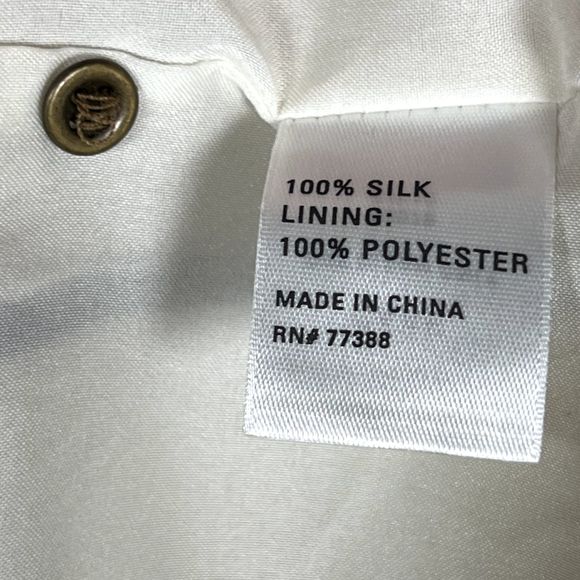 100% SILK
LINING:
100% POLYESTER
MADE IN CHINA
RN# 77388